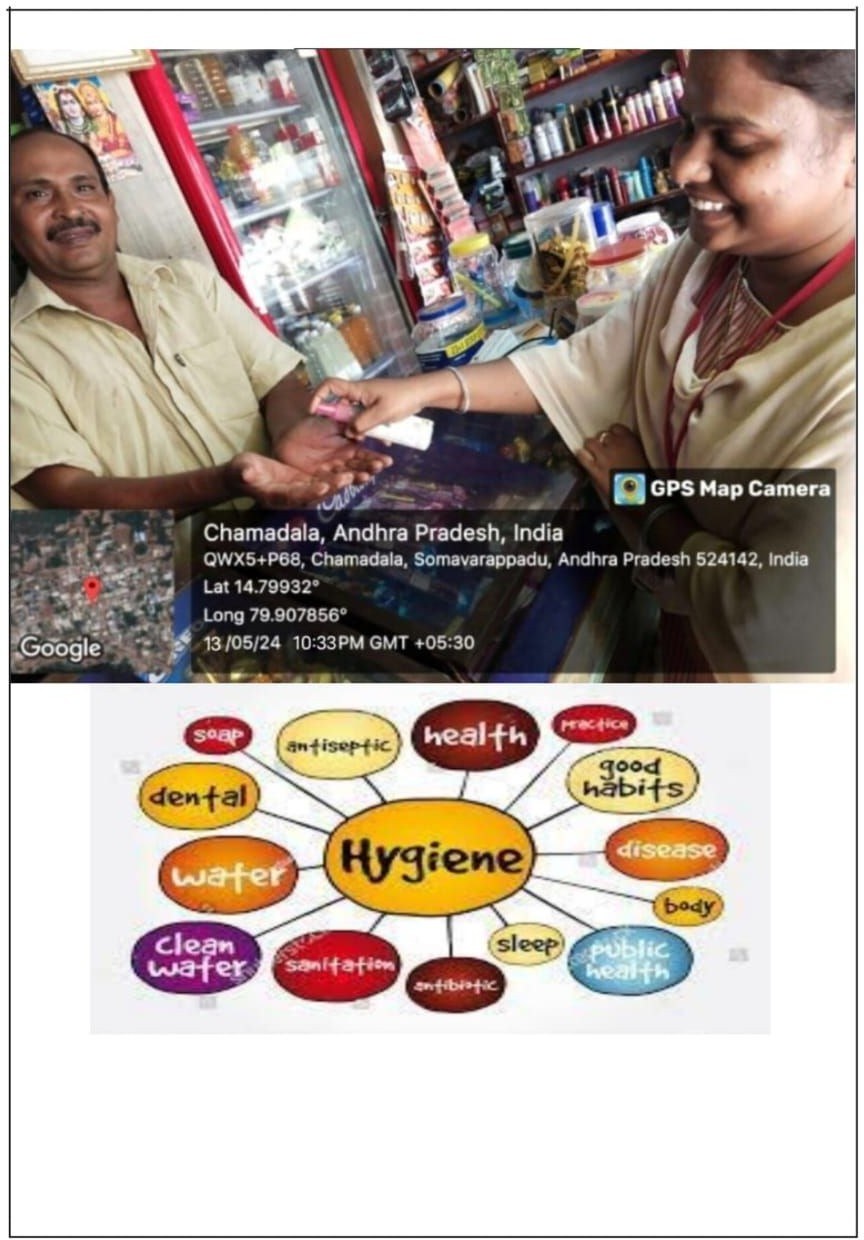 GPS Map Camera
Chamadala, Andhra Pradesh, India
QWX5+P68, Chamadala, Somavarappadu, Andhra Pradesh 524142, India
Lat 14.79932°
Long 79.907856°
13 /05/24 10:33PM GMT +05:30
Google
soap
antiseptic
health
practice
good
habits
dental
Hygiene
disease
water
body
clean
water
sanitation
antibiotic
sleep
public
health